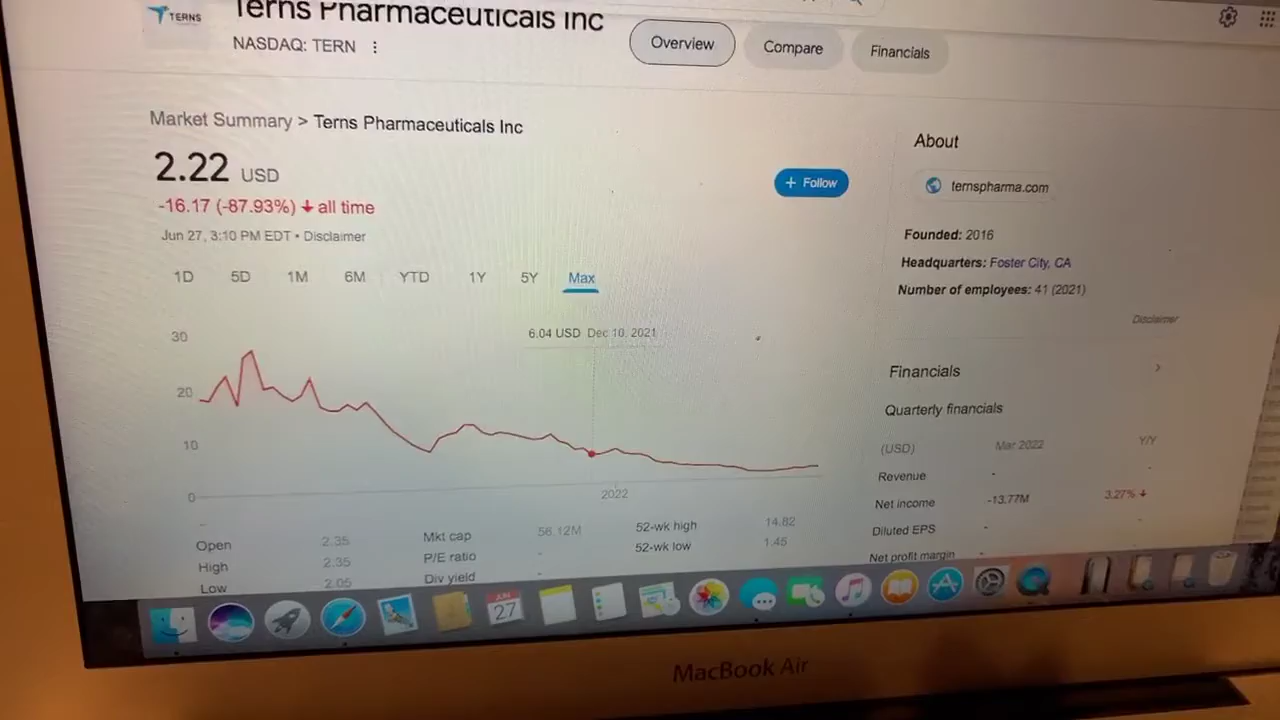 TERNS
Terns Pharmaceuticals Inc
NASDAQ: TERN
Overview
Compare
Financials
Market Summary > Terns Pharmaceuticals Inc
2.22 USD
-16.17 (-87.93%) ↓ all time
Jun 27, 3:10 PM EDT • Disclaimer
+ Follow
1D 5D 1M 6M YTD 1Y 5Y Max
6.04 USD Dec 10, 2021
30
20
10
0
2022
Open 2.35
High 2.35
Low 2.05
Mkt cap 56.12M
P/E ratio -
Div yield -
52-wk high 14.82
52-wk low 1.45
About
ternspharma.com
Founded: 2016
Headquarters: Foster City, CA
Number of employees: 41 (2021)
Disclaimer
Financials
Quarterly financials
(USD) Mar 2022 Y/Y
Revenue - -
Net income -13.77M 3.27% ↓
Diluted EPS - -
Net profit margin -
JUN
27
MacBook Air